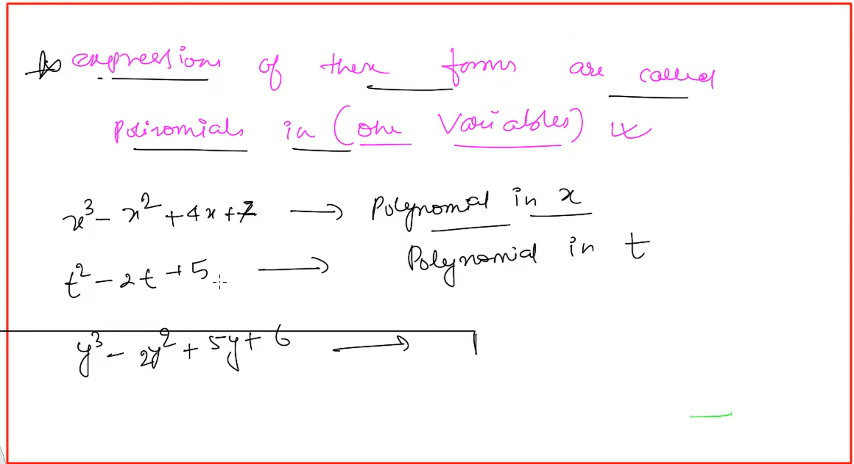 expressions of these forms are called
Polinomials in (one Variables)
x³ - x² + 4x + 7 → Polynomial in x
t² - 2t + 5 → Polynomial in t
y³ - 2y² + 5y + 6 →